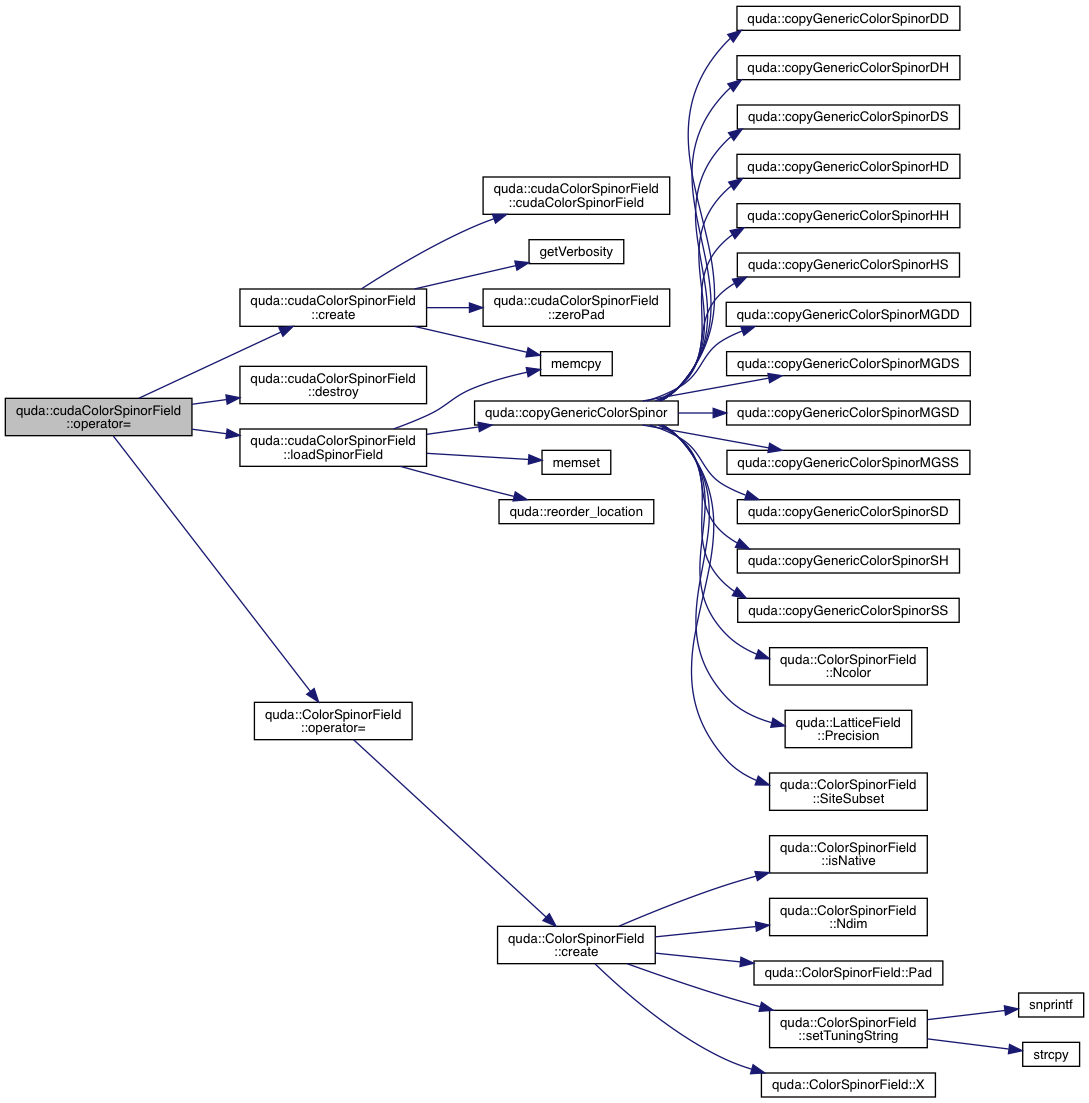 quda::copyGenericColorSpinorDD
quda::copyGenericColorSpinorDH
quda::copyGenericColorSpinorDS
quda::copyGenericColorSpinorHD
quda::cudaColorSpinorField
::cudaColorSpinorField
quda::copyGenericColorSpinorHH
getVerbosity
quda::copyGenericColorSpinorHS
quda::cudaColorSpinorField
::create
quda::cudaColorSpinorField
::zeroPad
quda::copyGenericColorSpinorMGDD
memcpy
quda::copyGenericColorSpinorMGDS
quda::cudaColorSpinorField
::destroy
quda::cudaColorSpinorField
::operator=
quda::copyGenericColorSpinor
quda::copyGenericColorSpinorMGSD
quda::cudaColorSpinorField
::loadSpinorField
memset
quda::copyGenericColorSpinorMGSS
quda::reorder_location
quda::copyGenericColorSpinorSD
quda::copyGenericColorSpinorSH
quda::copyGenericColorSpinorSS
quda::ColorSpinorField
::Ncolor
quda::ColorSpinorField
::operator=
quda::LatticeField
::Precision
quda::ColorSpinorField
::SiteSubset
quda::ColorSpinorField
::isNative
quda::ColorSpinorField
::Ndim
quda::ColorSpinorField
::create
quda::ColorSpinorField::Pad
quda::ColorSpinorField
::setTuningString
snprintf
strcpy
quda::ColorSpinorField::X